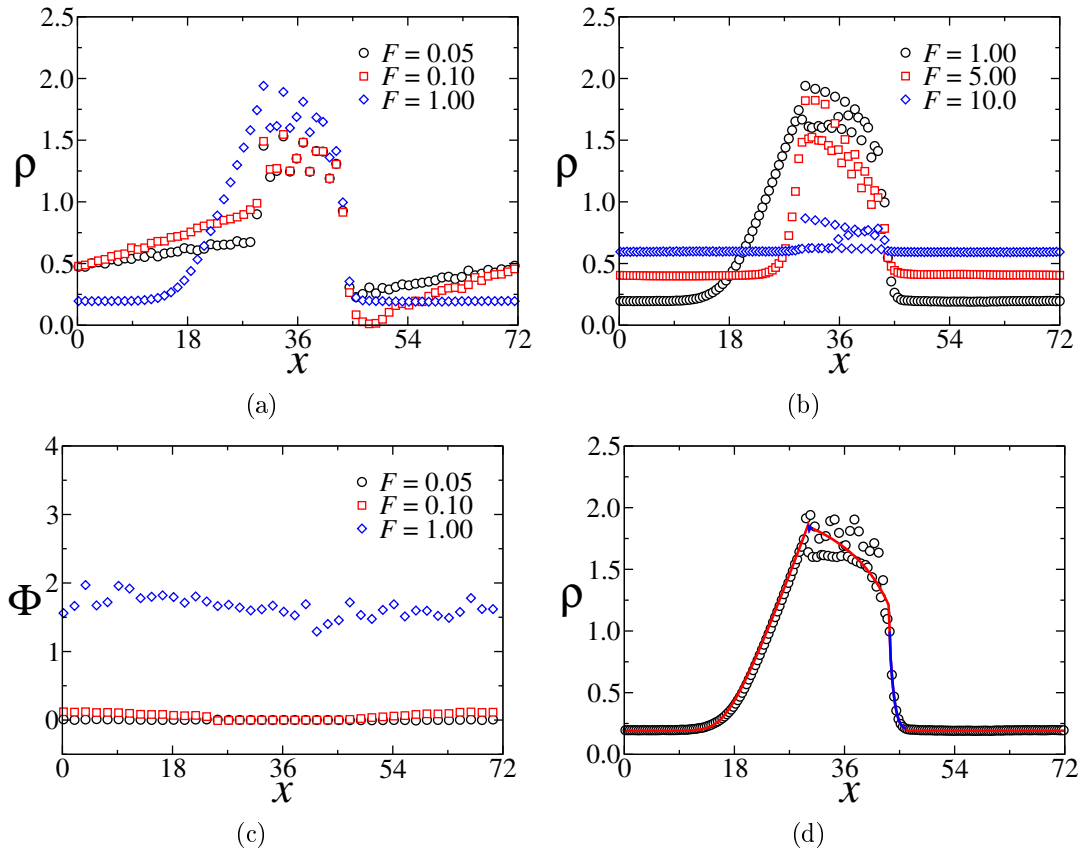 2.5
2.0
1.5
1.0
0.5
0.0
ρ
F = 0.05
F = 0.10
F = 1.00
0 18 36 54 72
x
(a)
2.5
2.0
1.5
1.0
0.5
0.0
ρ
F = 1.00
F = 5.00
F = 10.0
0 18 36 54 72
x
(b)
4
3
2
1
0
Φ
F = 0.05
F = 0.10
F = 1.00
0 18 36 54 72
x
(c)
2.5
2.0
1.5
1.0
0.5
0.0
ρ
0 18 36 54 72
x
(d)